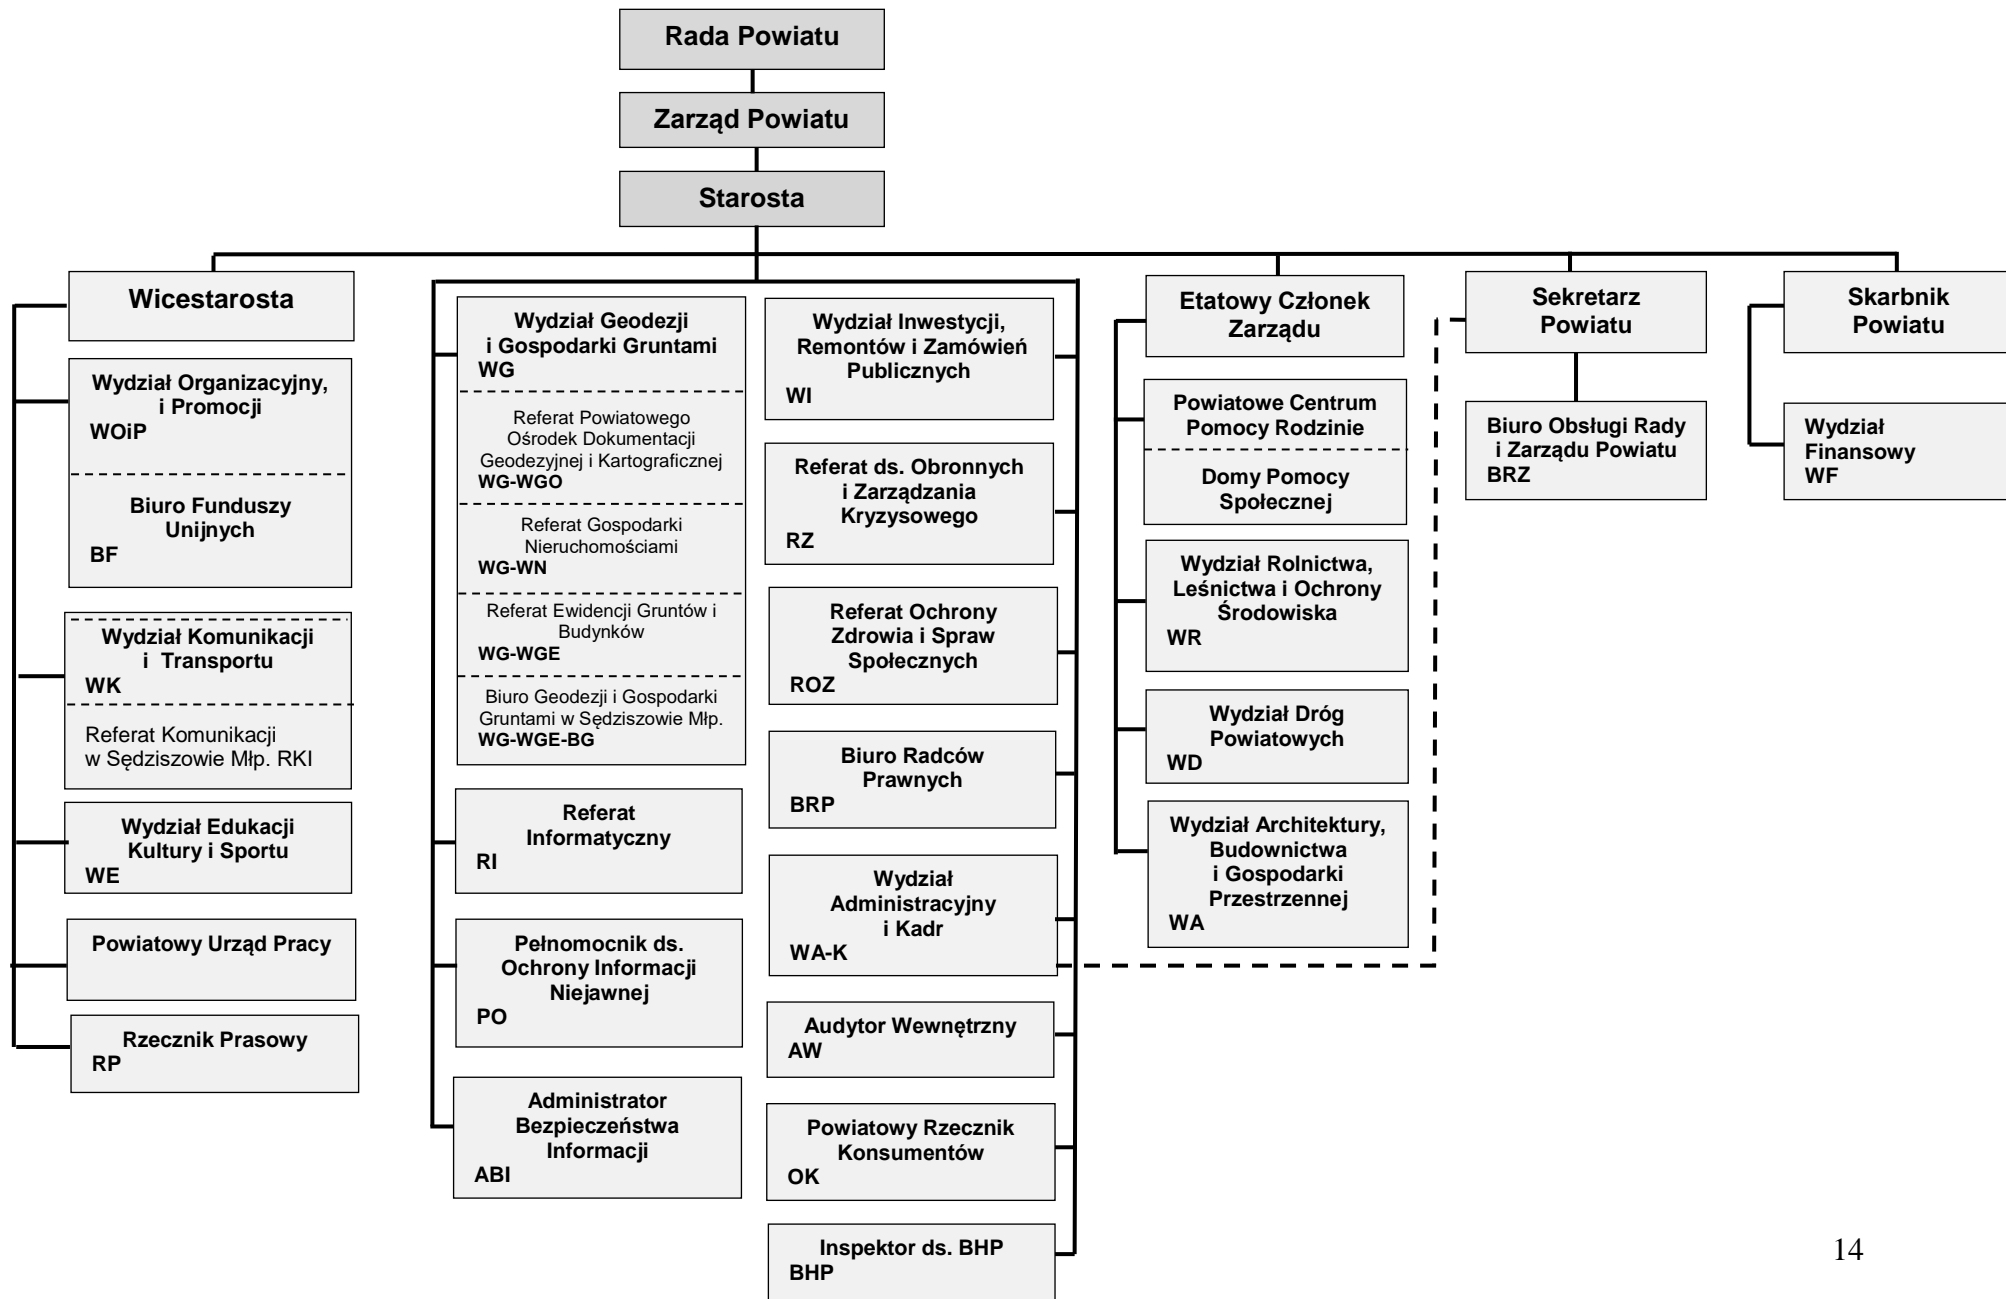 Rada Powiatu
Zarząd Powiatu
Starosta
Wicestarosta
Wydział Organizacyjny,
i Promocji
WOiP
Biuro Funduszy
Unijnych
BF
Wydział Komunikacji
i Transportu
WK
Referat Komunikacji
w Sędziszowie Młp. RKI
Wydział Edukacji
Kultury i Sportu
WE
Powiatowy Urząd Pracy
Rzecznik Prasowy
RP
Wydział Geodezji
i Gospodarki Gruntami
WG
Referat Powiatowego
Ośrodek Dokumentacji
Geodezyjnej i Kartograficznej
WG-WGO
Referat Gospodarki
Nieruchomościami
WG-WN
Referat Ewidencji Gruntów i
Budynków
WG-WGE
Biuro Geodezji i Gospodarki
Gruntami w Sędziszowie Młp.
WG-WGE-BG
Referat
Informatyczny
RI
Pełnomocnik ds.
Ochrony Informacji
Niejawnej
PO
Administrator
Bezpieczeństwa
Informacji
ABI
Wydział Inwestycji,
Remontów i Zamówień
Publicznych
WI
Referat ds. Obronnych
i Zarządzania
Kryzysowego
RZ
Referat Ochrony
Zdrowia i Spraw
Społecznych
ROZ
Biuro Radców
Prawnych
BRP
Wydział
Administracyjny
i Kadr
WA-K
Audytor Wewnętrzny
AW
Powiatowy Rzecznik
Konsumentów
OK
Inspektor ds. BHP
BHP
Etatowy Członek
Zarządu
Powiatowe Centrum
Pomocy Rodzinie
Domy Pomocy
Społecznej
Wydział Rolnictwa,
Leśnictwa i Ochrony
Środowiska
WR
Wydział Dróg
Powiatowych
WD
Wydział Architektury,
Budownictwa
i Gospodarki
Przestrzennej
WA
Sekretarz
Powiatu
Biuro Obsługi Rady
i Zarządu Powiatu
BRZ
Skarbnik
Powiatu
Wydział
Finansowy
WF
14